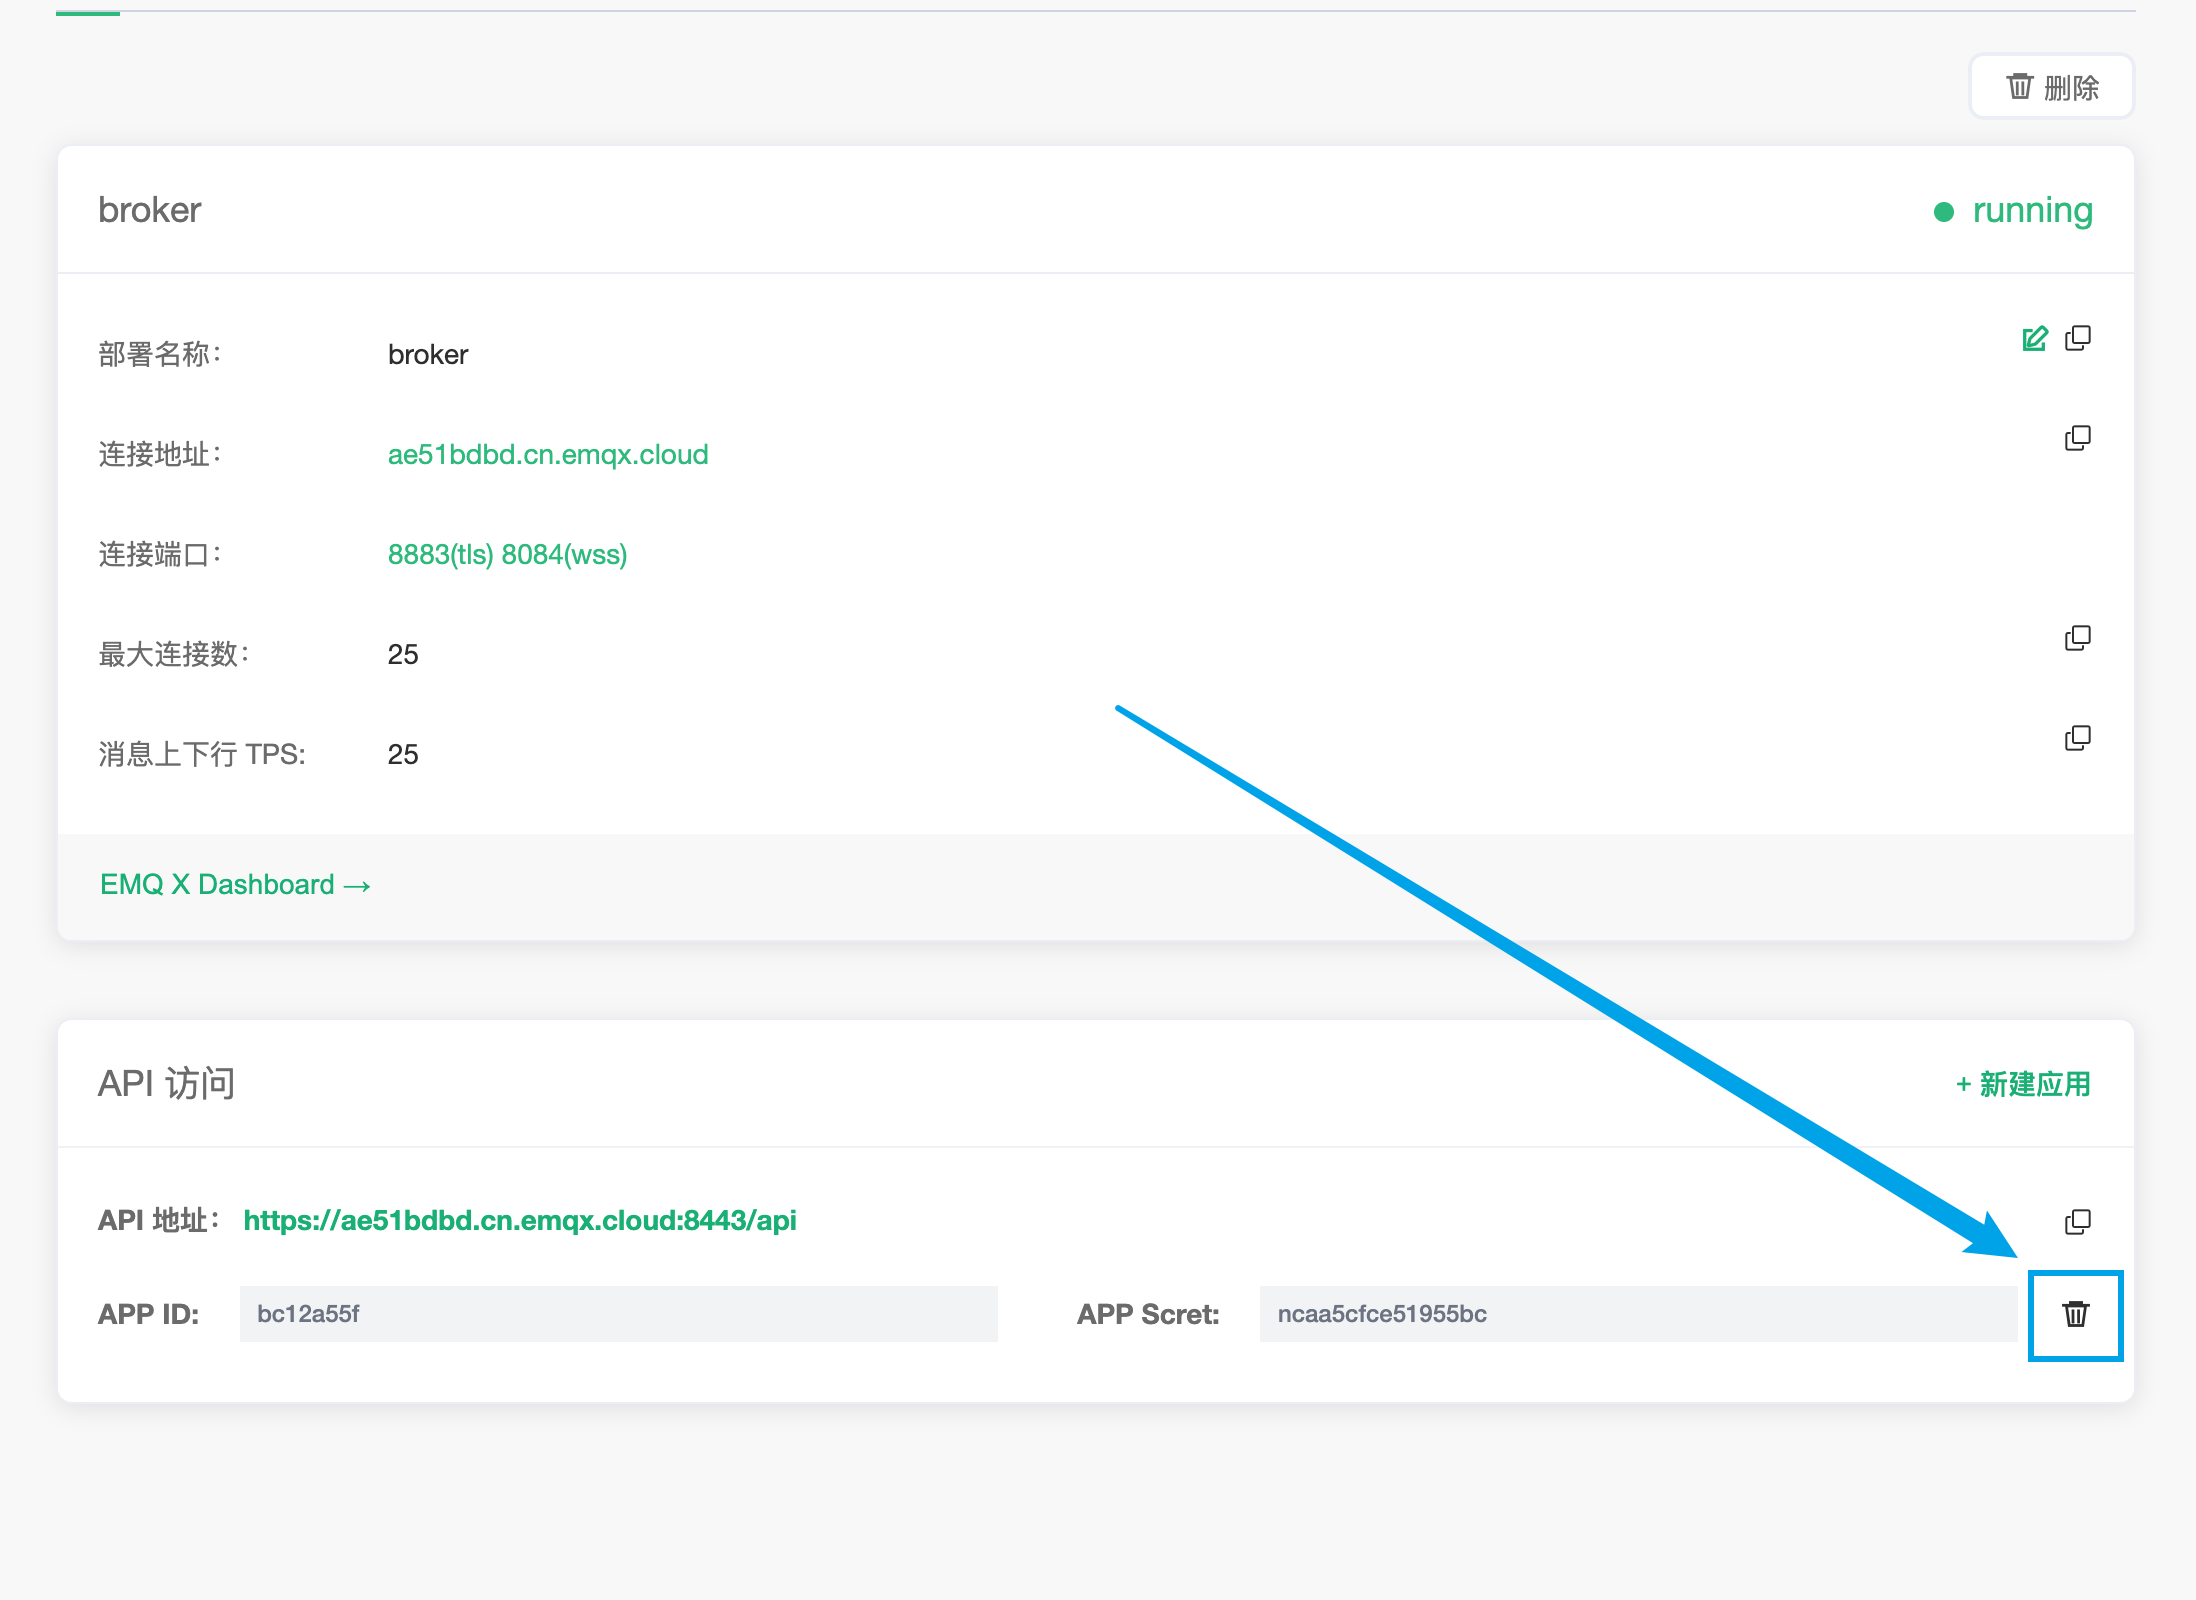 删除
broker
running
部署名称：
broker
连接地址：
ae51bdbd.cn.emqx.cloud
连接端口：
8883(tls) 8084(wss)
最大连接数：
25
消息上下行 TPS:
25
EMQ X Dashboard →
API 访问
+ 新建应用
API 地址： https://ae51bdbd.cn.emqx.cloud:8443/api
APP ID: bc12a55f APP Scret: ncaa5cfce51955bc